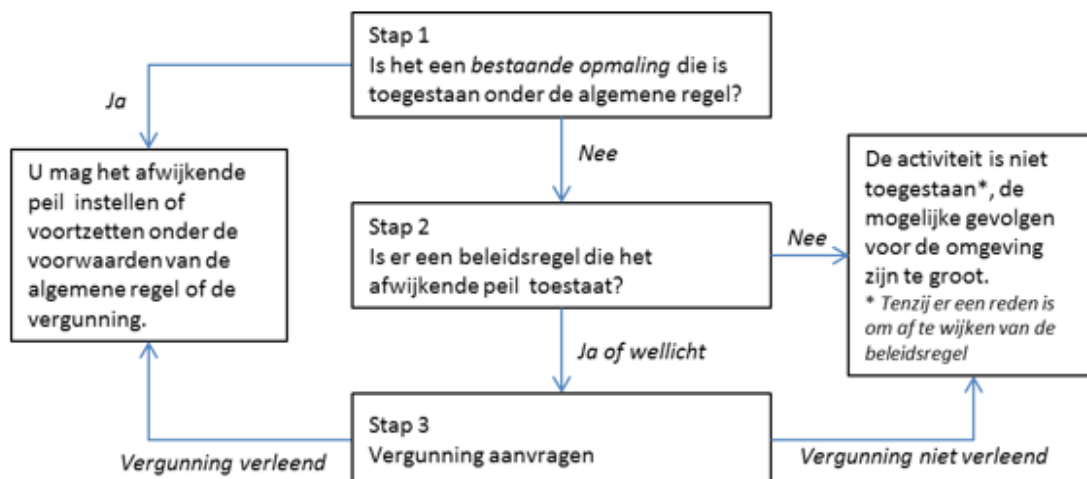 Stap 1
Is het een bestaande opmaling die is
toegestaan onder de algemene regel?
Ja
Nee
U mag het afwijkende
peil instellen of
voortzetten onder de
voorwaarden van de
algemene regel of de
vergunning.
Stap 2
Is er een beleidsregel die het
afwijkende peil toestaat?
Nee
De activiteit is niet
toegestaan*, de
mogelijke gevolgen
voor de omgeving
zijn te groot.
* Tenzij er een reden is
om af te wijken van de
beleidsregel
Ja of wellicht
Stap 3
Vergunning aanvragen
Vergunning verleend
Vergunning niet verleend